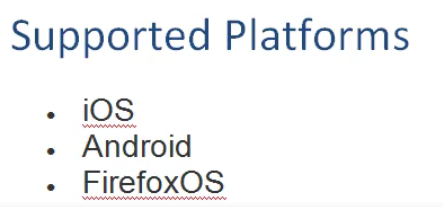 Supported Platforms
• iOS
• Android
• FirefoxOS